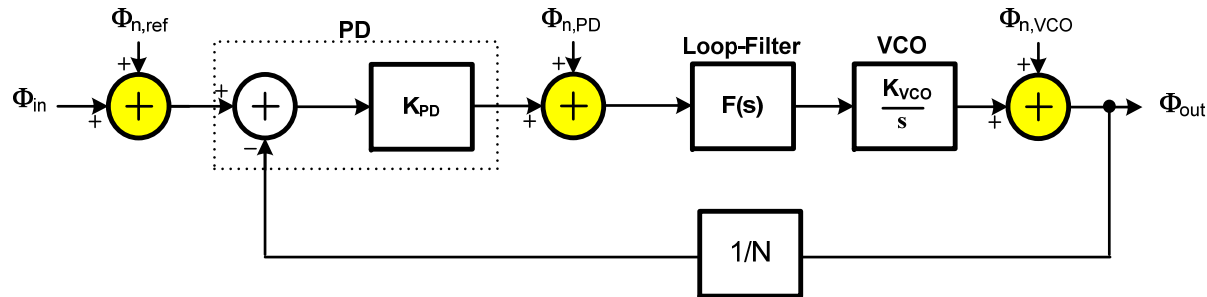 Φn,ref
PD
Φn,PD
Loop-Filter
VCO
Φn,VCO
Φin
+
+
+
+
+
−
KPD
+
+
+
F(s)
KVCO
s
+
+
+
Φout
1/N